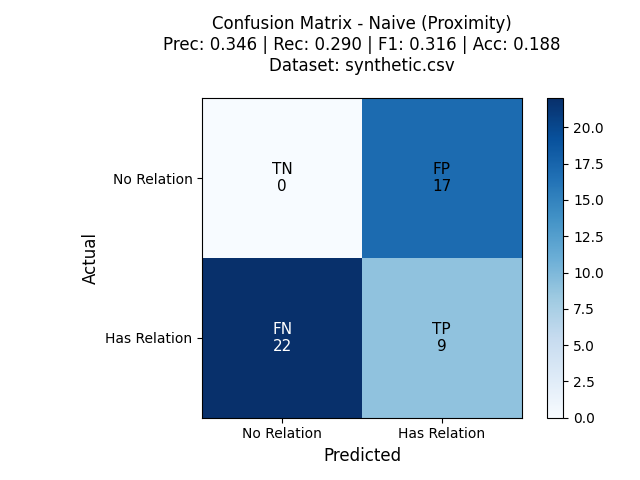 Confusion Matrix - Naive (Proximity)
Prec: 0.346 | Rec: 0.290 | F1: 0.316 | Acc: 0.188
Dataset: synthetic.csv
TN
0
FP
17
No Relation
Actual
Has Relation
FN
22
TP
9
No Relation
Has Relation
Predicted
20.0
17.5
15.0
12.5
10.0
7.5
5.0
2.5
0.0